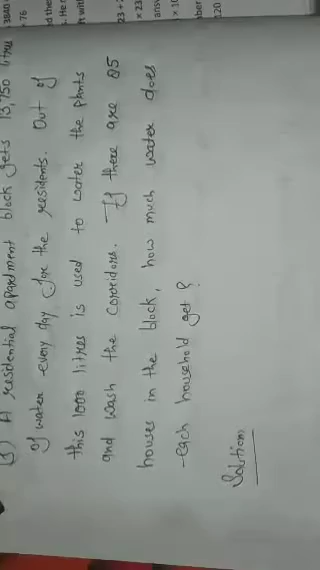 (3) A residential apartment block gets 13,750 litres
of water every day for the residents. Out of
this 1000 litres is used to water the plants
and wash the corridors. If there are 85
houses in the block, how much water does
each household get ?
Solution